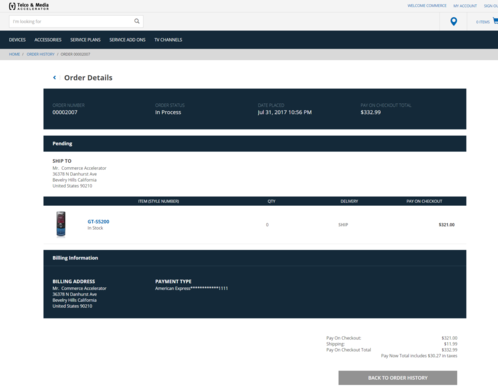 Telco & Media
ACCELERATOR
WELCOME COMMERCE MY ACCOUNT SIGN
I'm looking for
0 ITEMS
DEVICES ACCESSORIES SERVICE PLANS SERVICE ADD ONS TV CHANNELS
HOME / ORDER HISTORY / ORDER 00002007
Order Details
ORDER NUMBER ORDER STATUS DATE PLACED PAY ON CHECKOUT TOTAL
00002007 In Process Jul 31, 2017 10:56 PM $332.99
Pending
SHIP TO
Mr. Commerce Accelerator
36378 N Danhurst Ave
Bevelry Hills California
United States 90210
ITEM (STYLE NUMBER) QTY DELIVERY PAY ON CHECKOUT
GT-S5200 0 SHIP $321.00
In Stock
Billing Information
BILLING ADDRESS PAYMENT TYPE
Mr. Commerce Accelerator American Express************1111
36378 N Danhurst Ave
Bevelry Hills California
United States 90210
Pay On Checkout: $321.00
Shipping: $11.99
Pay On Checkout Total $332.99
Pay Now Total Includes $30.27 in taxes
BACK TO ORDER HISTORY